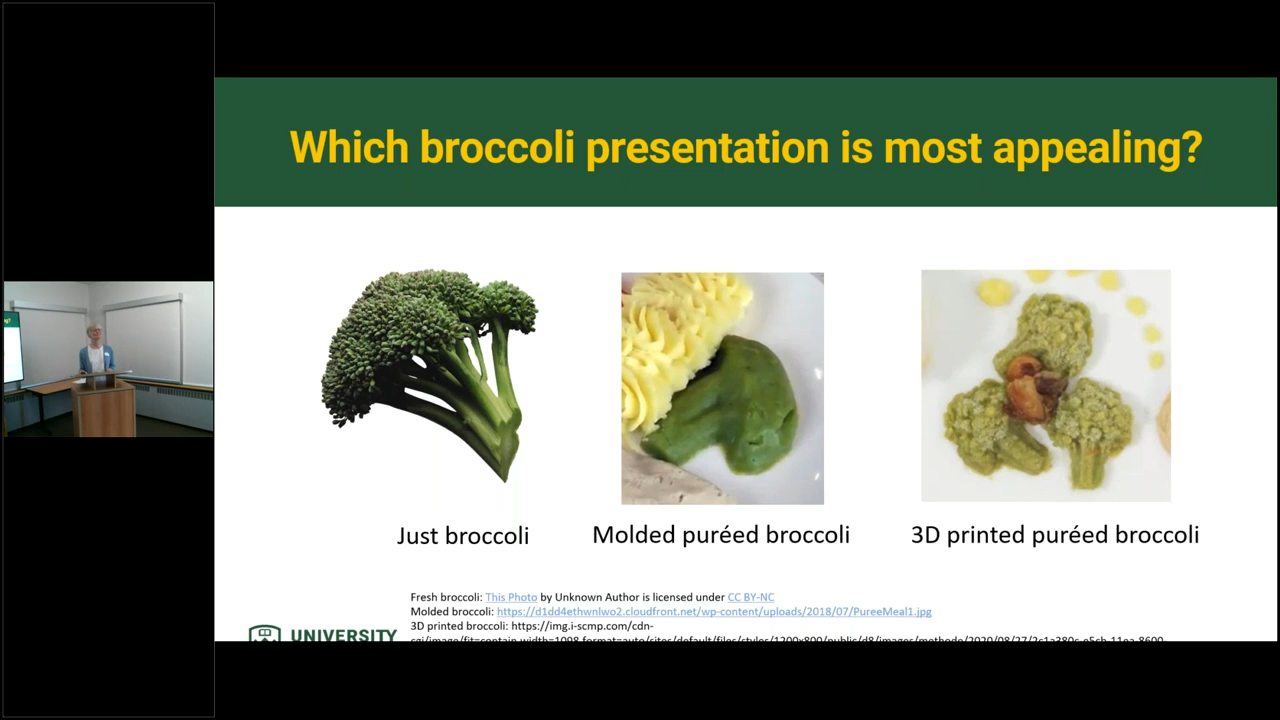 Which broccoli presentation is most appealing?
Just broccoli
Molded puréed broccoli
3D printed puréed broccoli
Fresh broccoli: This Photo by Unknown Author is licensed under CC BY-NC
Molded broccoli: https://d1dd4ethwnlwo2.cloudfront.net/wp-content/uploads/2018/07/PureeMeal1.jpg
3D printed broccoli: https://img.i-scmp.com/cdn-
UNIVERSITY